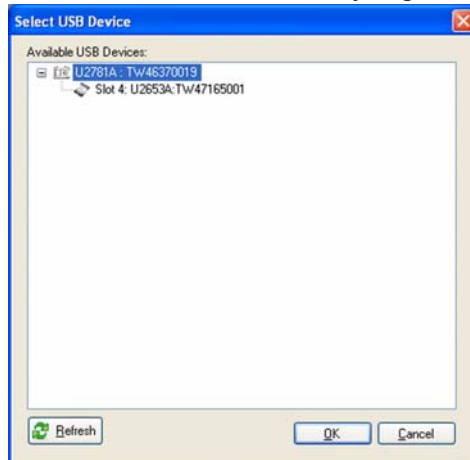 Select USB Device
Available USB Devices:
U2781A : TW46370019
Slot 4: U2653A:TW47165001
Refresh
OK
Cancel